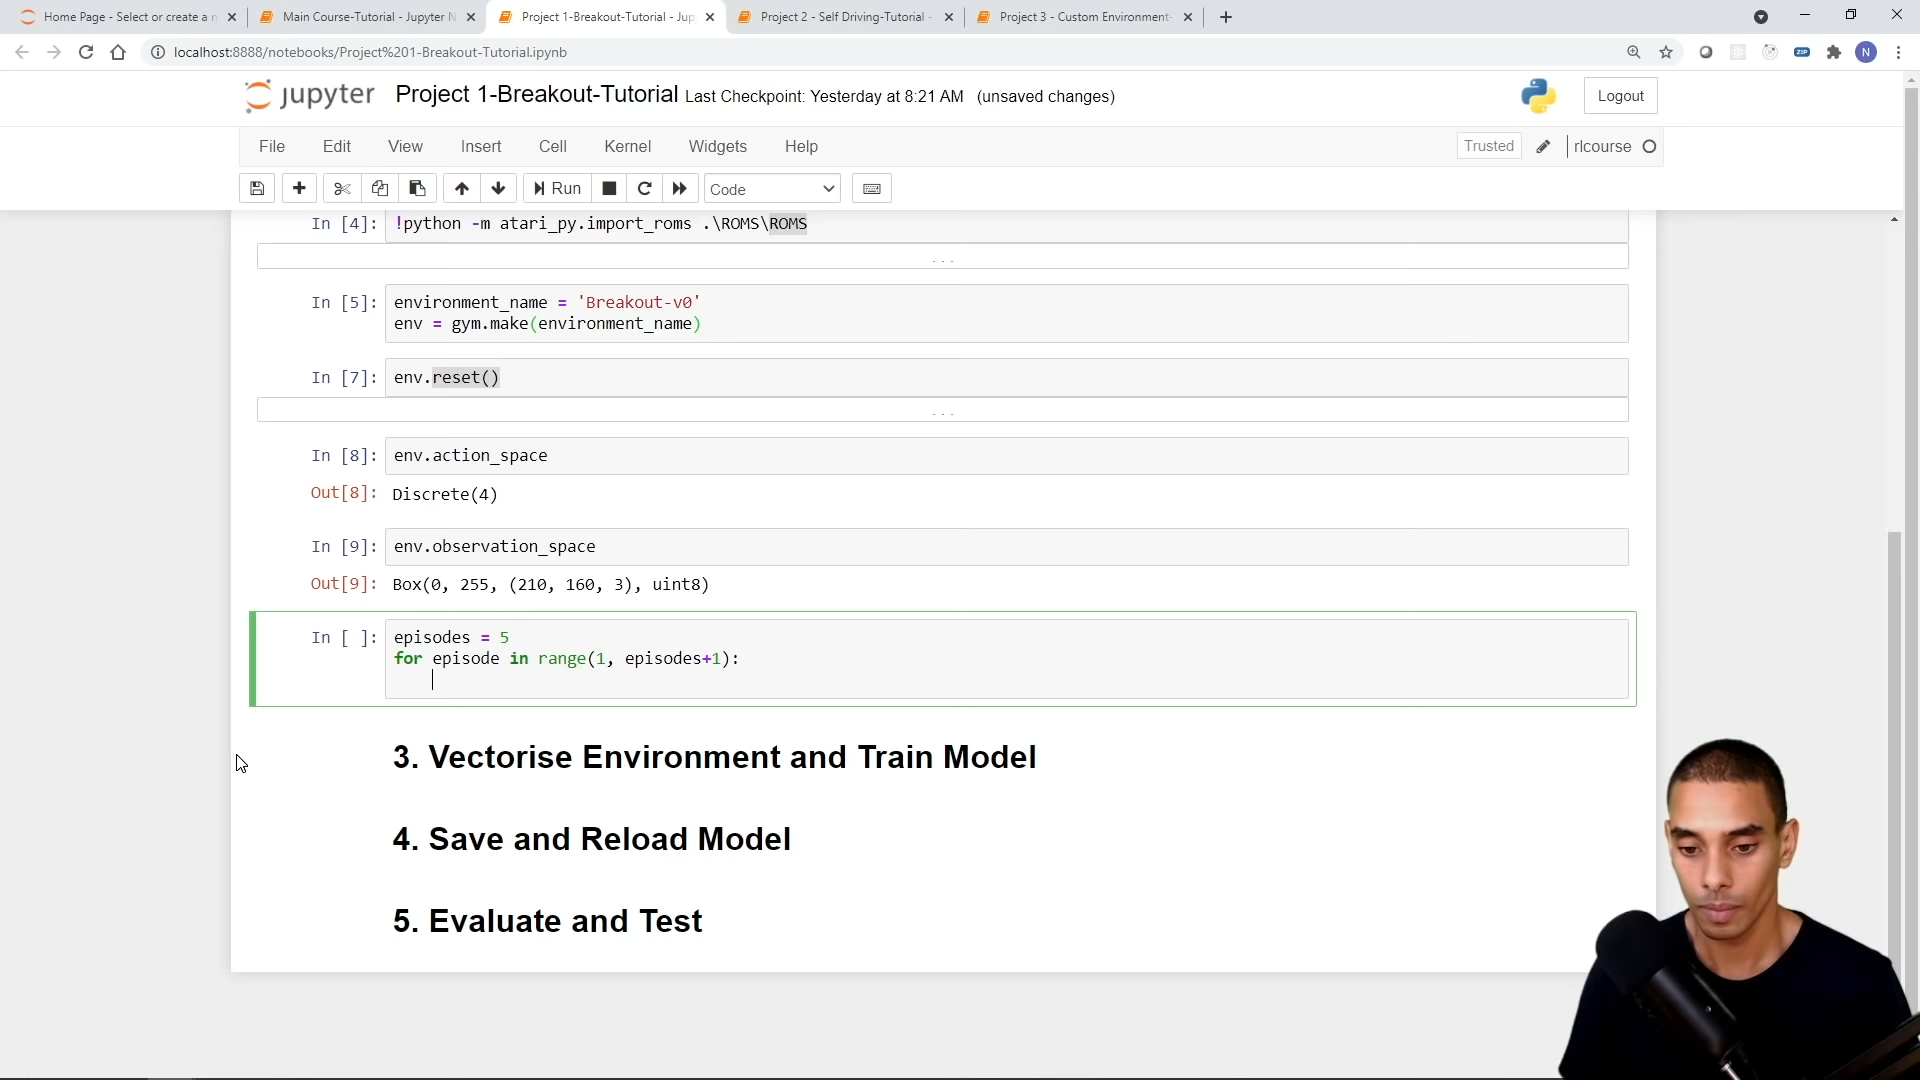 Home Page - Select or create a n
Main Course-Tutorial - Jupyter N
Project 1-Breakout-Tutorial - Jup
Project 2 - Self Driving-Tutorial -
Project 3 - Custom Environment-
localhost:8888/notebooks/Project%201-Breakout-Tutorial.ipynb
ZIP
N
jupyter Project 1-Breakout-Tutorial Last Checkpoint: Yesterday at 8:21 AM (unsaved changes)
Logout
File Edit View Insert Cell Kernel Widgets Help
Trusted
rlcourse
Run
Code
In [4]: !python -m atari_py.import_roms .\ROMS\ROMS
...
In [5]: environment_name = 'Breakout-v0'
env = gym.make(environment_name)
In [7]: env.reset()
...
In [8]: env.action_space
Out[8]: Discrete(4)
In [9]: env.observation_space
Out[9]: Box(0, 255, (210, 160, 3), uint8)
In [ ]: episodes = 5
for episode in range(1, episodes+1):
3. Vectorise Environment and Train Model
4. Save and Reload Model
5. Evaluate and Test